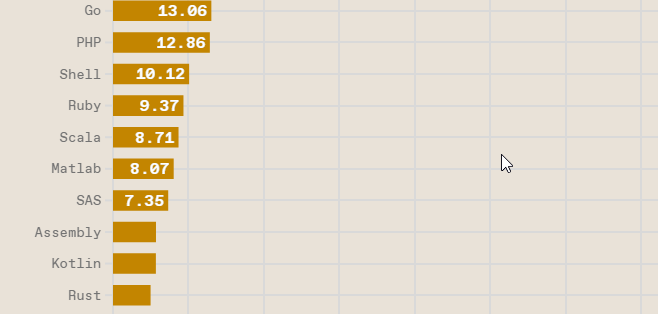 Go 13.06
PHP 12.86
Shell 10.12
Ruby 9.37
Scala 8.71
Matlab 8.07
SAS 7.35
Assembly
Kotlin
Rust